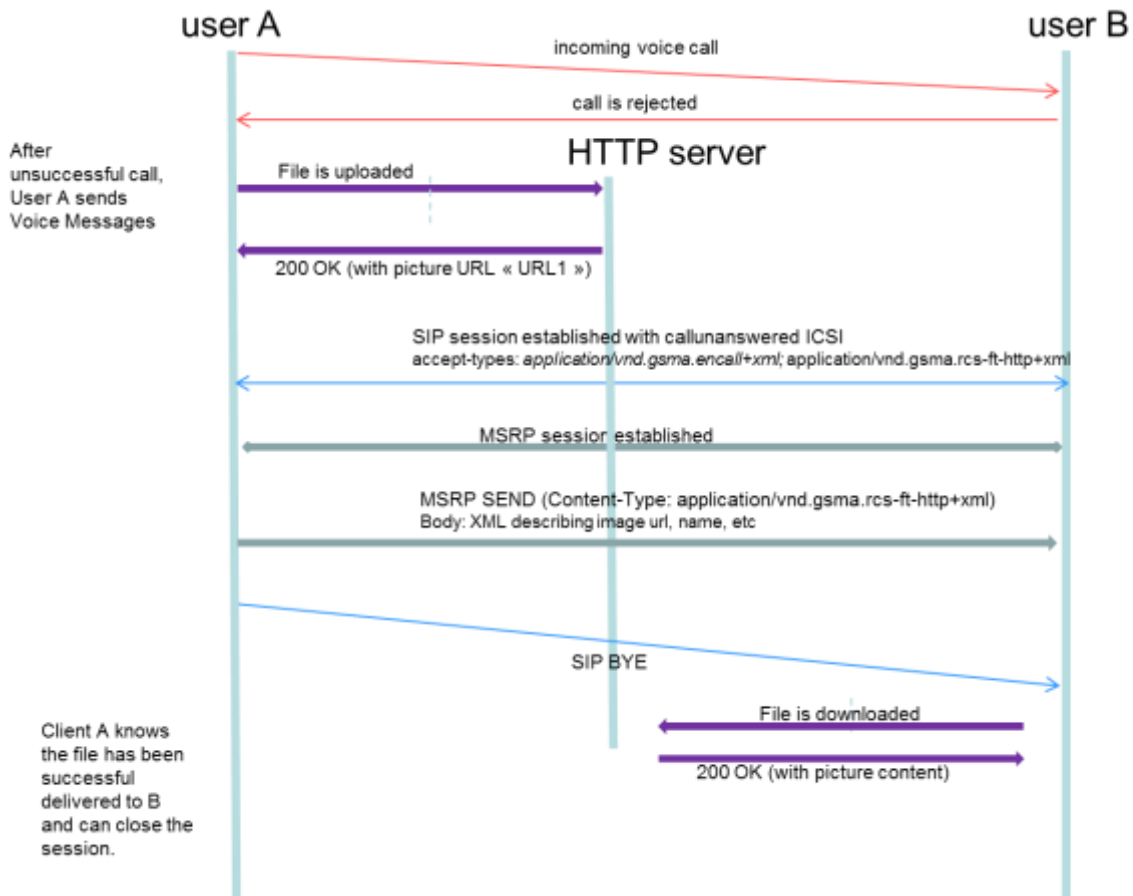 user A
user B
incoming voice call
call is rejected
HTTP server
After
unsuccessful call,
User A sends
Voice Messages
File is uploaded
200 OK (with picture URL « URL1 »)
SIP session established with callunanswered ICSI
accept-types: application/vnd.gsma.encall+xml; application/vnd.gsma.rcs-ft-http+xml
MSRP session established
MSRP SEND (Content-Type: application/vnd.gsma.rcs-ft-http+xml)
Body: XML describing image url, name, etc
SIP BYE
File is downloaded
200 OK (with picture content)
Client A knows
the file has been
successful
delivered to B
and can close the
session.